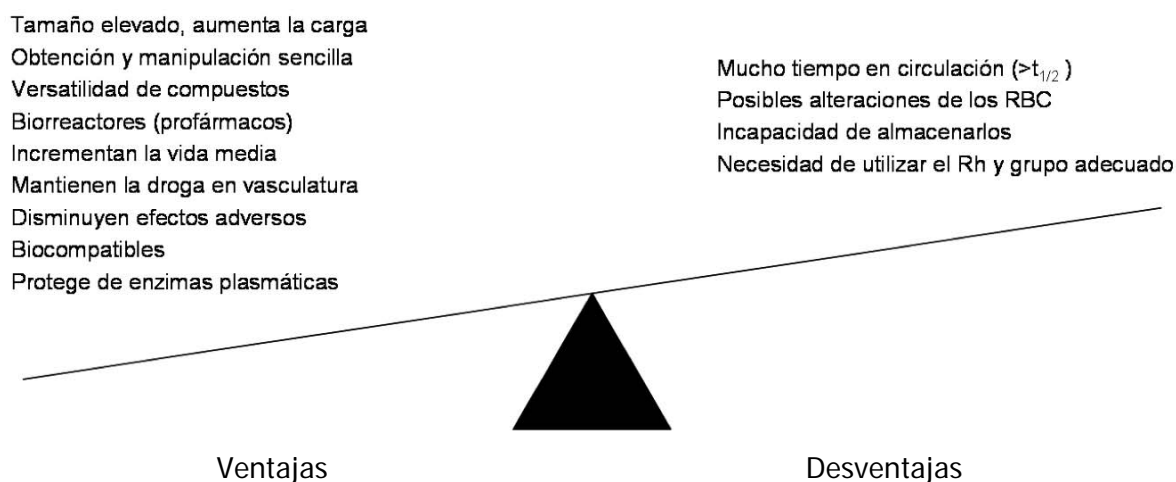 Tamaño elevado, aumenta la carga
Obtención y manipulación sencilla
Versatilidad de compuestos
Biorreactores (profármacos)
Incrementan la vida media
Mantienen la droga en vasculatura
Disminuyen efectos adversos
Biocompatibles
Protege de enzimas plasmáticas
Mucho tiempo en circulación (>t1/2 )
Posibles alteraciones de los RBC
Incapacidad de almacenarlos
Necesidad de utilizar el Rh y grupo adecuado
Ventajas
Desventajas